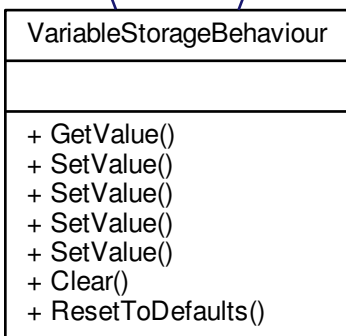 VariableStorageBehaviour
+ GetValue()
+ SetValue()
+ SetValue()
+ SetValue()
+ SetValue()
+ Clear()
+ ResetToDefaults()